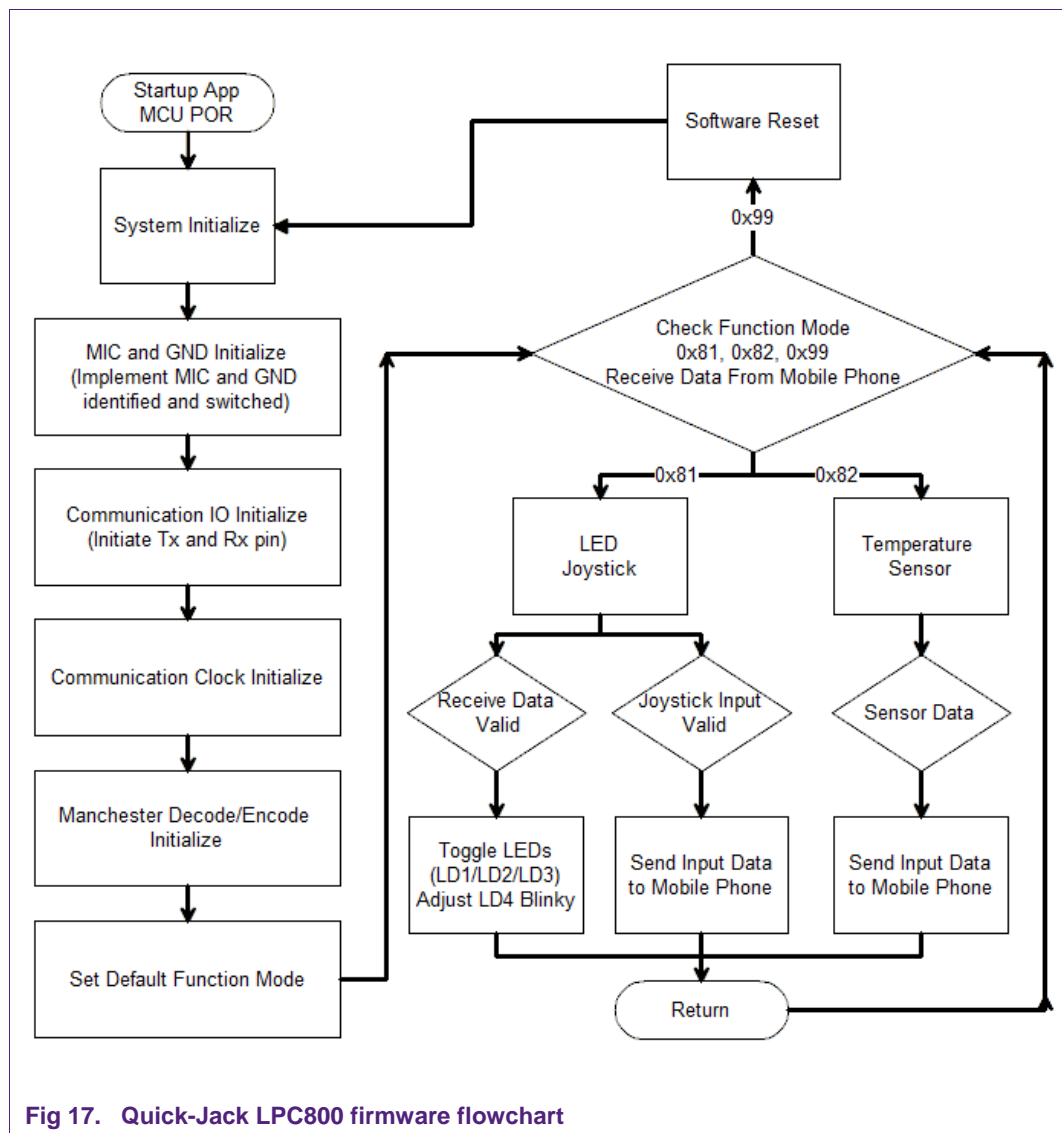 Startup App
MCU POR
System Initialize
MIC and GND Initialize
(Implement MIC and GND
identified and switched)
Communication IO Initialize
(Initiate Tx and Rx pin)
Communication Clock Initialize
Manchester Decode/Encode
Initialize
Set Default Function Mode
Software Reset
0x99
Check Function Mode
0x81, 0x82, 0x99
Receive Data From Mobile Phone
0x81
0x82
LED
Joystick
Temperature
Sensor
Receive Data
Valid
Joystick Input
Valid
Sensor Data
Toggle LEDs
(LD1/LD2/LD3)
Adjust LD4 Blinky
Send Input Data
to Mobile Phone
Send Input Data
to Mobile Phone
Return
Fig 17. Quick-Jack LPC800 firmware flowchart